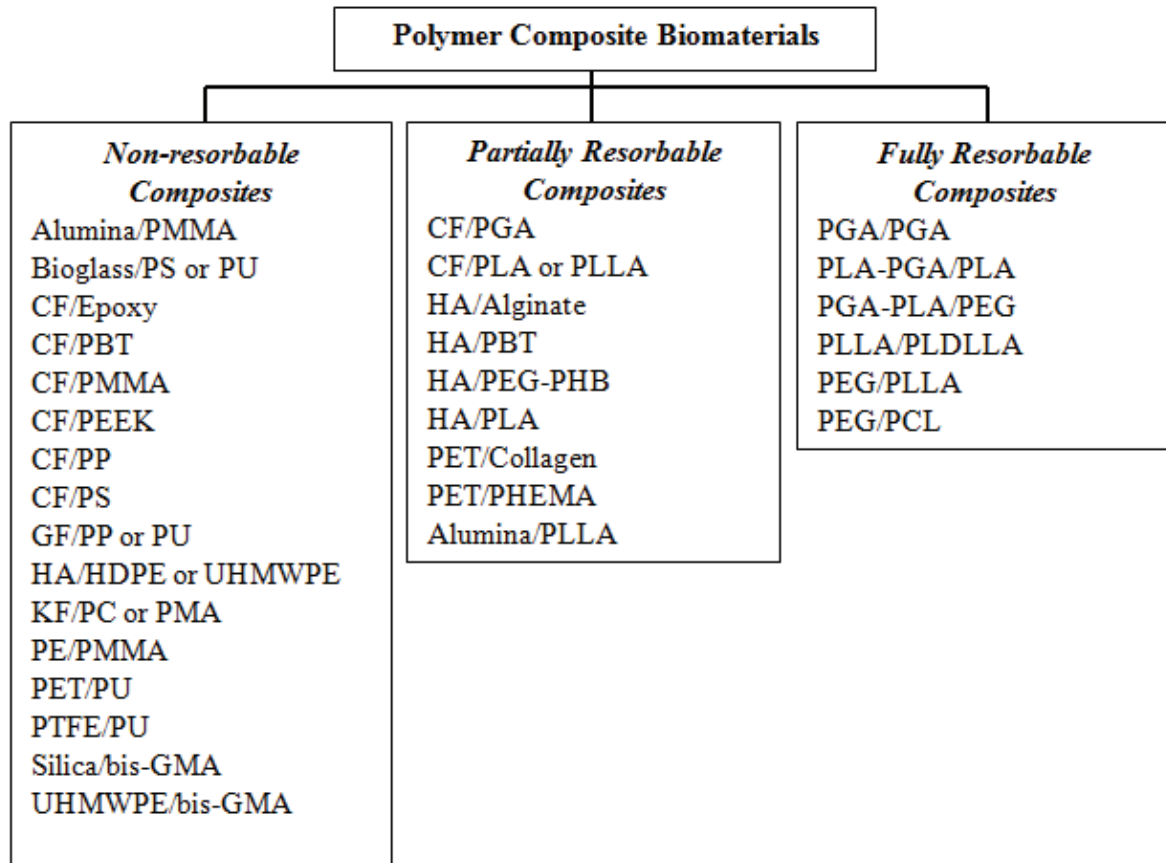 Polymer Composite Biomaterials
Non-resorbable
Composites
Alumina/PMMA
Bioglass/PS or PU
CF/Epoxy
CF/PBT
CF/PMMA
CF/PEEK
CF/PP
CF/PS
GF/PP or PU
HA/HDPE or UHMWPE
KF/PC or PMA
PE/PMMA
PET/PU
PTFE/PU
Silica/bis-GMA
UHMWPE/bis-GMA
Partially Resorbable
Composites
CF/PGA
CF/PLA or PLLA
HA/Alginate
HA/PBT
HA/PEG-PHB
HA/PLA
PET/Collagen
PET/PHEMA
Alumina/PLLA
Fully Resorbable
Composites
PGA/PGA
PLA-PGA/PLA
PGA-PLA/PEG
PLLA/PLDLLA
PEG/PLLA
PEG/PCL